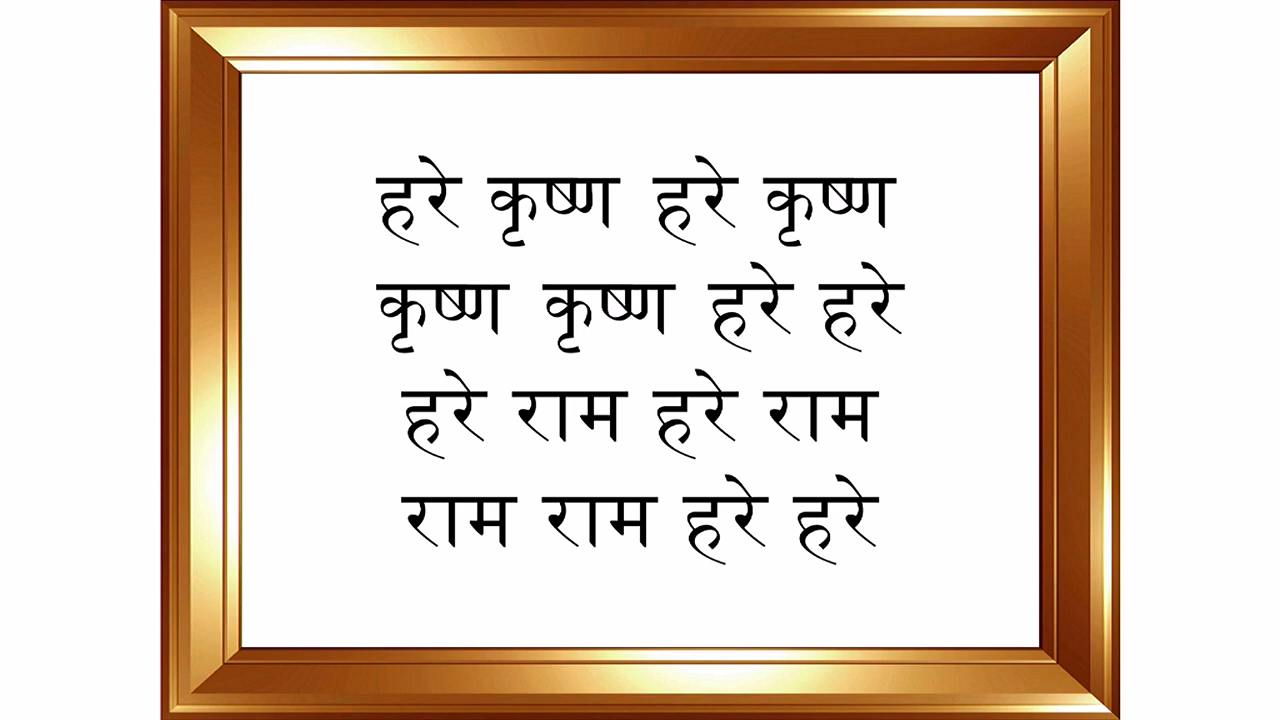 हरे कृष्ण हरे कृष्ण
कृष्ण कृष्ण हरे हरे
हरे राम हरे राम
राम राम हरे हरे